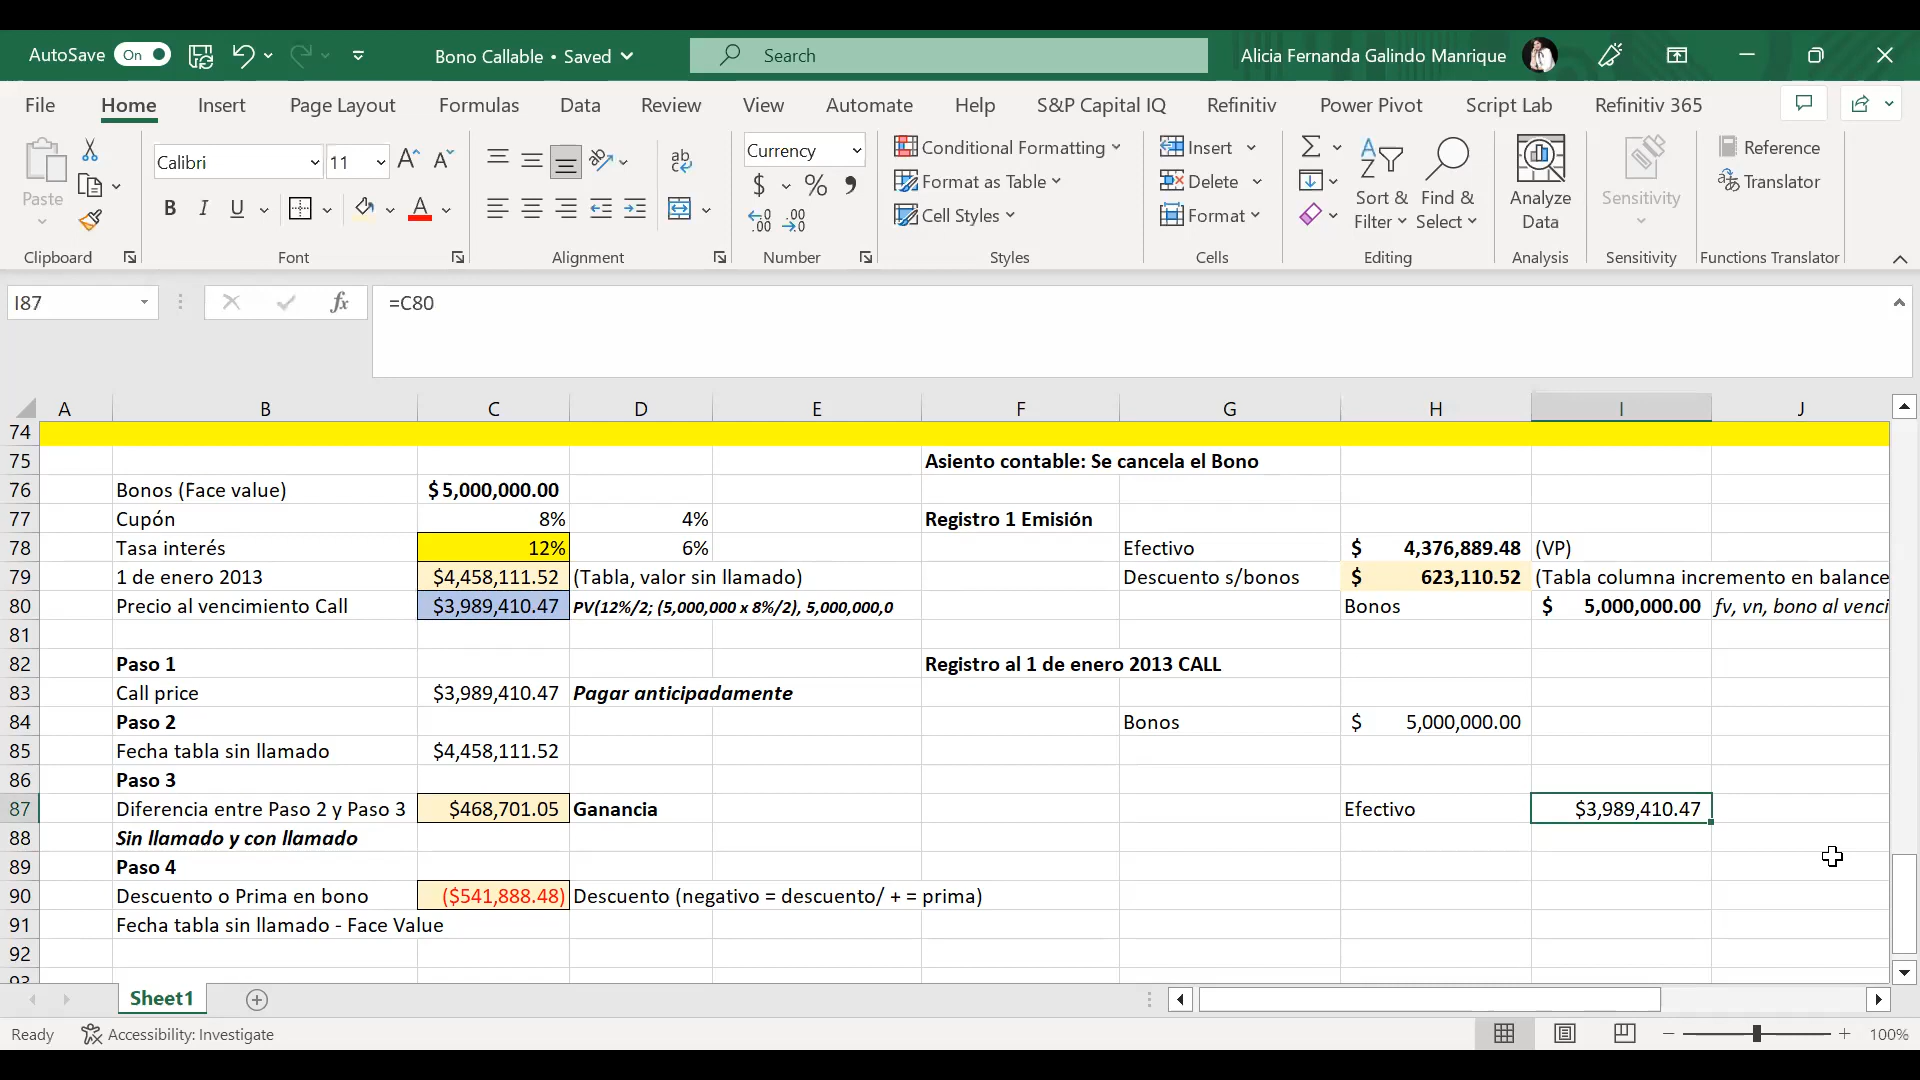 AutoSave On Bono Callable • Saved Search Alicia Fernanda Galindo Manrique
File Home Insert Page Layout Formulas Data Review View Automate Help S&P Capital IQ Refinitiv Power Pivot Script Lab Refinitiv 365
Calibri 11 ab Currency Conditional Formatting Insert Reference
Paste $ % Format as Table Delete Sort & Find & Analyze Sensitivity Translator
B I U A Cell Styles Format Filter Select Data
Clipboard Font Alignment Number Styles Cells Editing Analysis Sensitivity Functions Translator
I87 fx =C80
A B C D E F G H I J
74
75 Asiento contable: Se cancela el Bono
76 Bonos (Face value) $5,000,000.00
77 Cupón 8% 4% Registro 1 Emisión
78 Tasa interés 12% 6% Efectivo $ 4,376,889.48 (VP)
79 1 de enero 2013 $4,458,111.52 (Tabla, valor sin llamado) Descuento s/bonos $ 623,110.52 (Tabla columna incremento en balance
80 Precio al vencimiento Call $3,989,410.47 PV(12%/2; (5,000,000 x 8%/2), 5,000,000,0 Bonos $ 5,000,000.00 fv, vn, bono al venci
81
82 Paso 1 Registro al 1 de enero 2013 CALL
83 Call price $3,989,410.47 Pagar anticipadamente
84 Paso 2 Bonos $ 5,000,000.00
85 Fecha tabla sin llamado $4,458,111.52
86 Paso 3
87 Diferencia entre Paso 2 y Paso 3 $468,701.05 Ganancia Efectivo $3,989,410.47
88 Sin llamado y con llamado
89 Paso 4
90 Descuento o Prima en bono ($541,888.48) Descuento (negativo = descuento/ + = prima)
91 Fecha tabla sin llamado - Face Value
92
93
Sheet1
Ready Accessibility: Investigate 100%